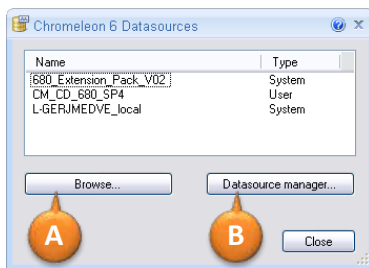 Chromeleon 6 Datasources
Name Type
680_Extension_Pack_V02 System
CM_CD_680_SP4 User
L-GERJMEDVE_local System
Browse... Datasource manager...
A B
Close